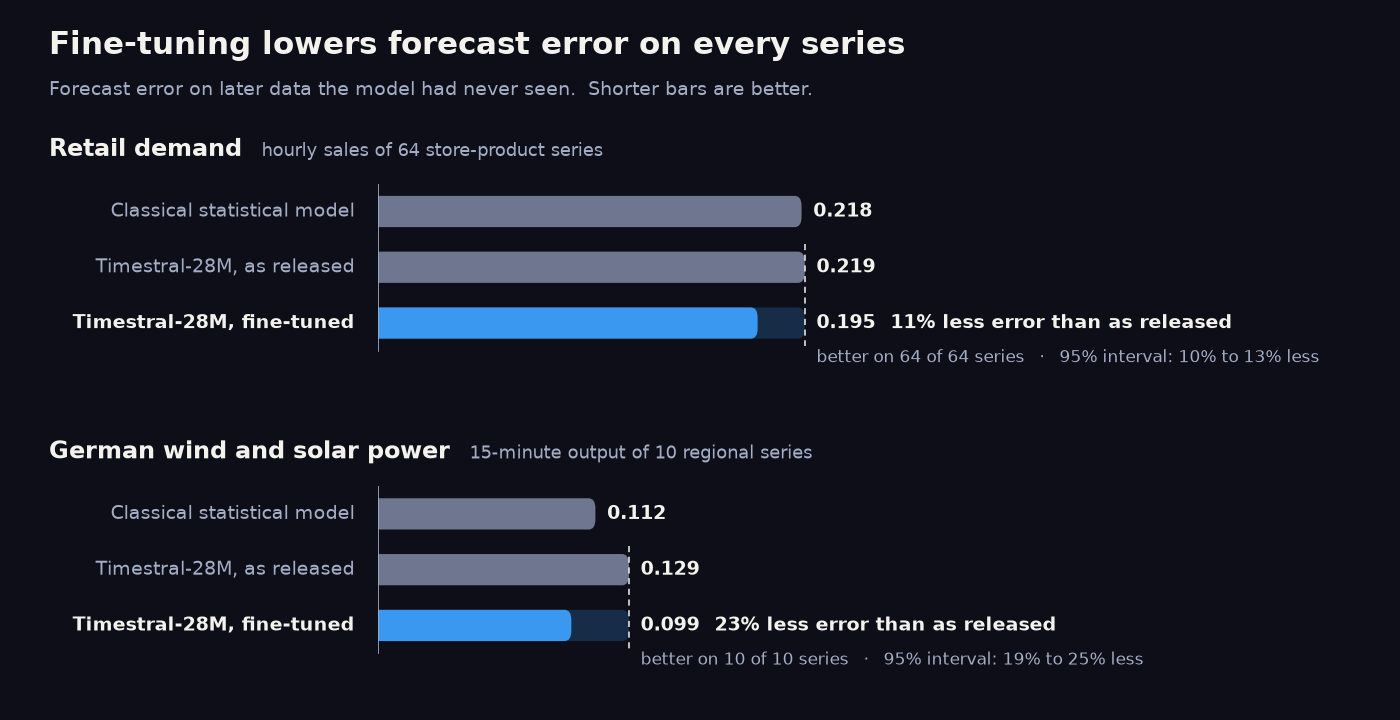 Fine-tuning lowers forecast error on every series
Forecast error on later data the model had never seen.  Shorter bars are better.
Retail demand hourly sales of 64 store-product series
Classical statistical model 0.218
Timestral-28M, as released 0.219
Timestral-28M, fine-tuned 0.195 11% less error than as released
better on 64 of 64 series · 95% interval: 10% to 13% less
German wind and solar power 15-minute output of 10 regional series
Classical statistical model 0.112
Timestral-28M, as released 0.129
Timestral-28M, fine-tuned 0.099 23% less error than as released
better on 10 of 10 series · 95% interval: 19% to 25% less